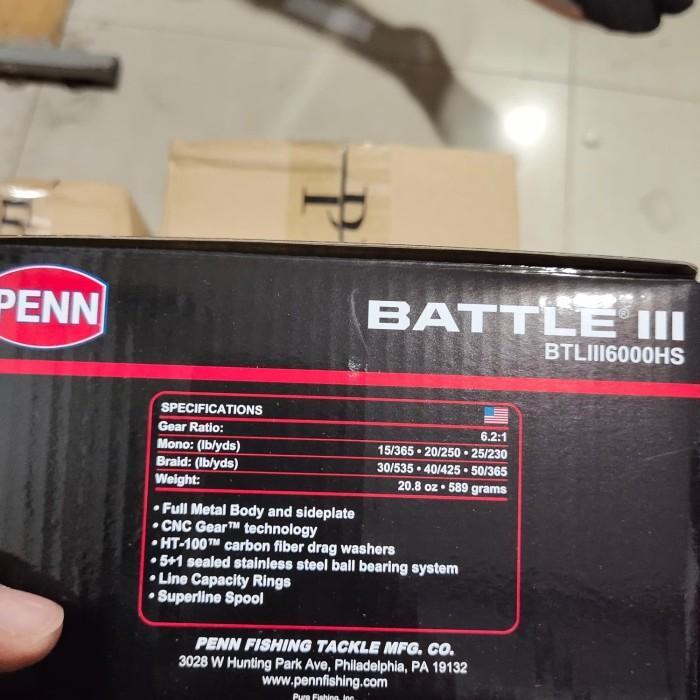 P
PENN
BATTLE® III
BTLIII6000HS
SPECIFICATIONS
Gear Ratio: 6.2:1
Mono: (lb/yds) 15/365 • 20/250 • 25/230
Braid: (lb/yds) 30/535 • 40/425 • 50/365
Weight: 20.8 oz • 589 grams
• Full Metal Body and sideplate
• CNC Gear™ technology
• HT-100™ carbon fiber drag washers
• 5+1 sealed stainless steel ball bearing system
• Line Capacity Rings
• Superline Spool
PENN FISHING TACKLE MFG. CO.
3028 W Hunting Park Ave, Philadelphia, PA 19132
www.pennfishing.com
Pure Fishing, Inc.